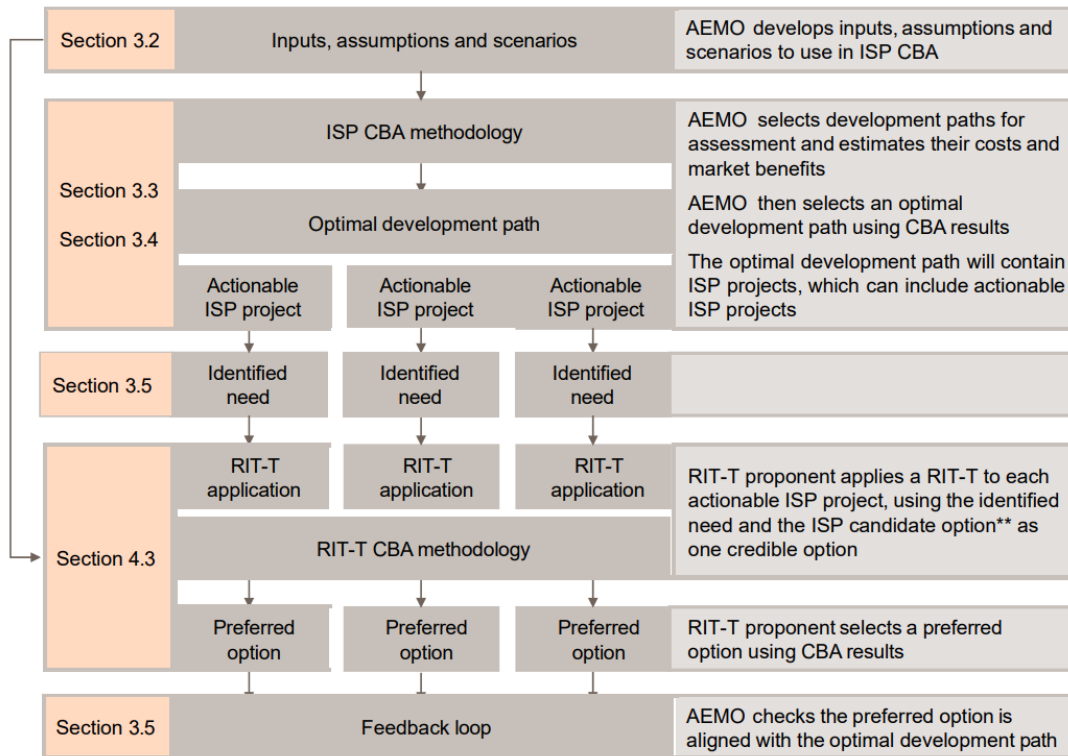 Section 3.2
Inputs, assumptions and scenarios
AEMO develops inputs, assumptions and
scenarios to use in ISP CBA
Section 3.3
Section 3.4
ISP CBA methodology
Optimal development path
Actionable
ISP project
Actionable
ISP project
Actionable
ISP project
AEMO selects development paths for
assessment and estimates their costs and
market benefits
AEMO then selects an optimal
development path using CBA results
The optimal development path will contain
ISP projects, which can include actionable
ISP projects
Section 3.5
Identified
need
Identified
need
Identified
need
Section 4.3
RIT-T
application
RIT-T
application
RIT-T
application
RIT-T CBA methodology
RIT-T proponent applies a RIT-T to each
actionable ISP project, using the identified
need and the ISP candidate option** as
one credible option
Preferred
option
Preferred
option
Preferred
option
RIT-T proponent selects a preferred
option using CBA results
Section 3.5
Feedback loop
AEMO checks the preferred option is
aligned with the optimal development path